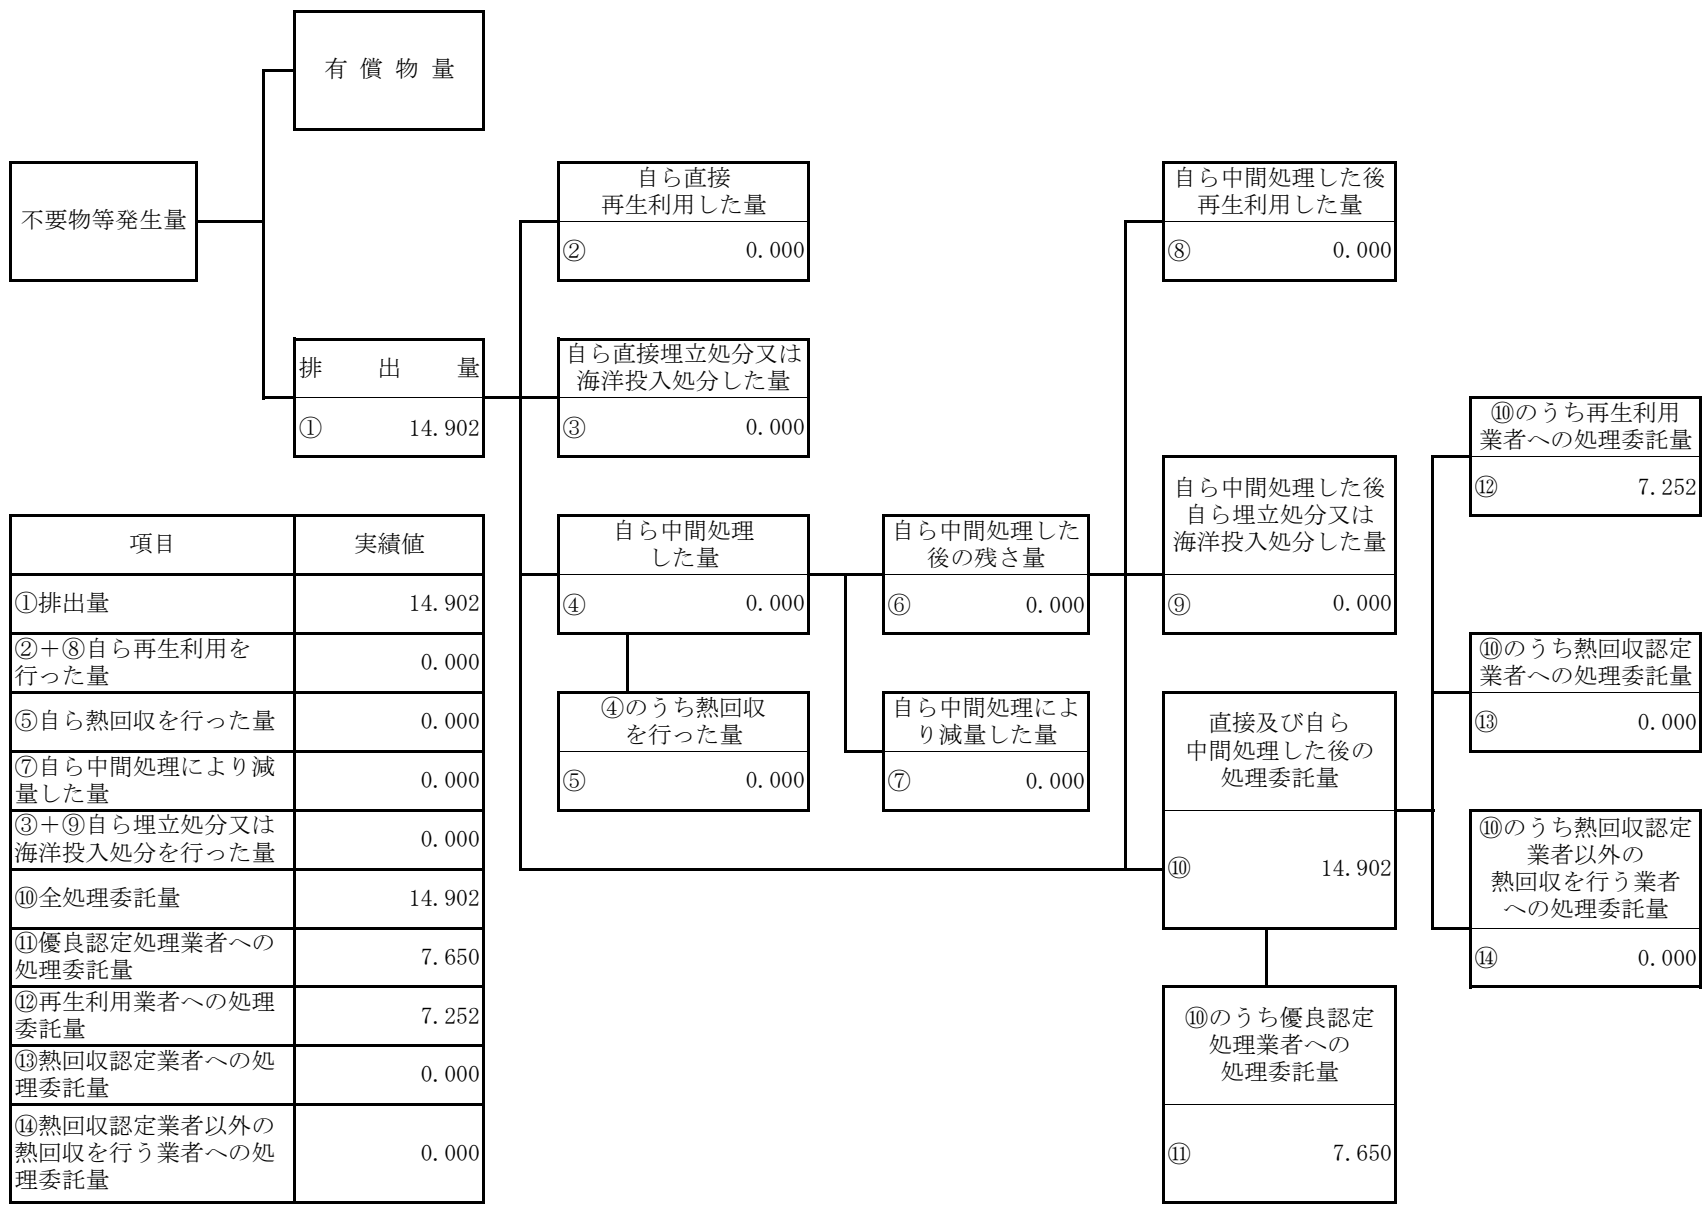 有償物量
不要物等発生量
自ら直接
再生利用した量
② 0.000
自ら中間処理した後
再生利用した量
⑧ 0.000
排出量
① 14.902
自ら直接埋立処分又は
海洋投入処分した量
③ 0.000
⑩のうち再生利用
業者への処理委託量
⑫ 7.252
自ら中間処理
した量
④ 0.000
自ら中間処理した
後の残さ量
⑥ 0.000
自ら中間処理した後
自ら埋立処分又は
海洋投入処分した量
⑨ 0.000
⑩のうち熱回収認定
業者への処理委託量
⑬ 0.000
④のうち熱回収
を行った量
⑤ 0.000
自ら中間処理によ
り減量した量
⑦ 0.000
直接及び自ら
中間処理した後の
処理委託量
⑩ 14.902
⑩のうち熱回収認定
業者以外の
熱回収を行う業者
への処理委託量
⑭ 0.000
⑩のうち優良認定
処理業者への
処理委託量
⑪ 7.650
項目 実績値
①排出量 14.902
②＋⑧自ら再生利用を
行った量 0.000
⑤自ら熱回収を行った量 0.000
⑦自ら中間処理により減
量した量 0.000
③＋⑨自ら埋立処分又は
海洋投入処分を行った量 0.000
⑩全処理委託量 14.902
⑪優良認定処理業者への
処理委託量 7.650
⑫再生利用業者への処理
委託量 7.252
⑬熱回収認定業者への処
理委託量 0.000
⑭熱回収認定業者以外の
熱回収を行う業者への処
理委託量 0.000